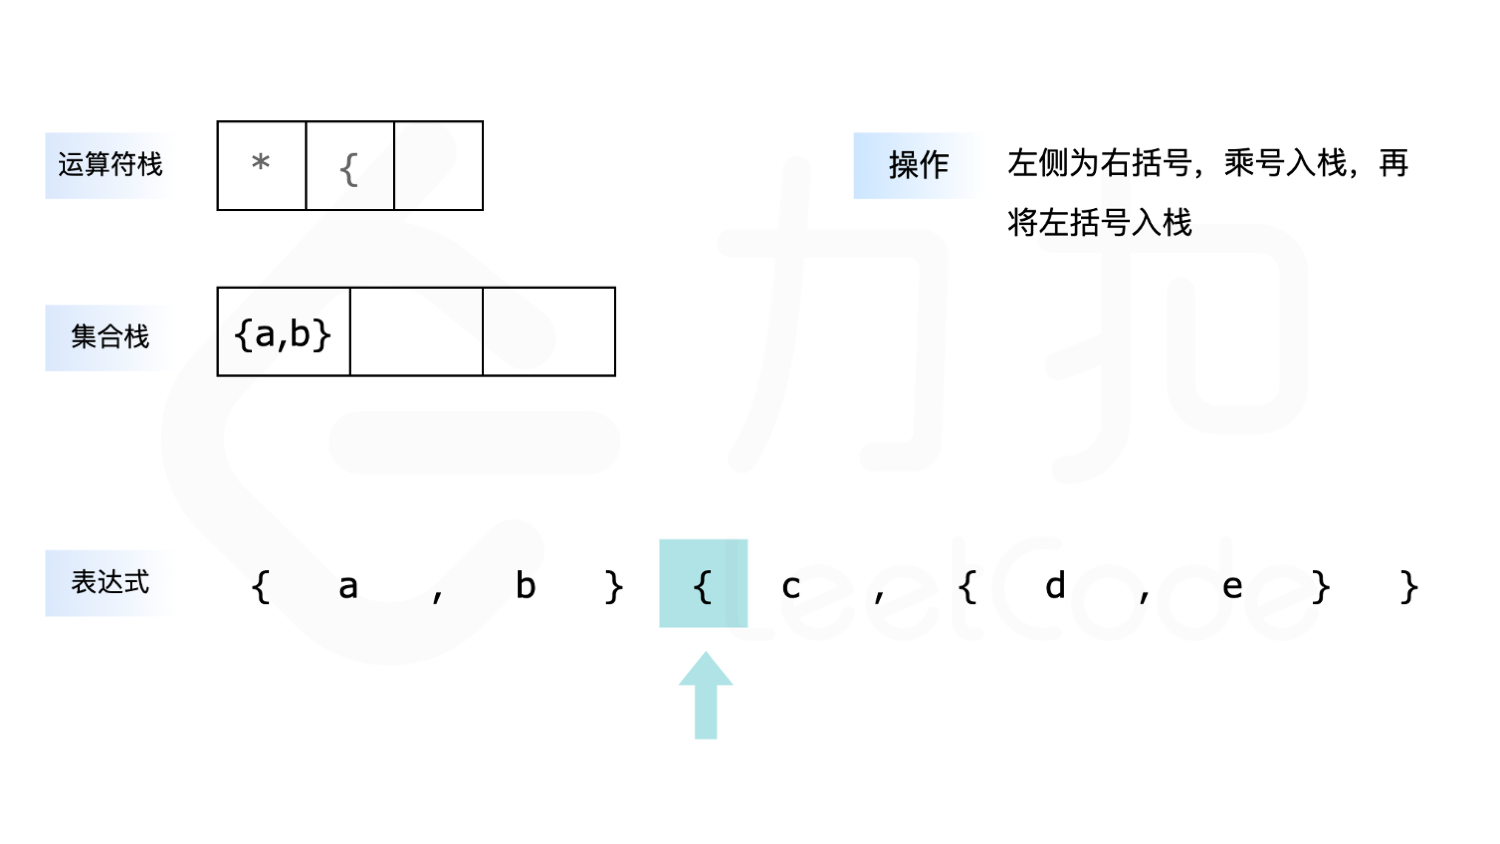 运算符栈 * {
操作 左侧为右括号，乘号入栈，再
将左括号入栈
集合栈 {a,b}
力扣
表达式 { a , b } { c , { d , e } }
LeetCode